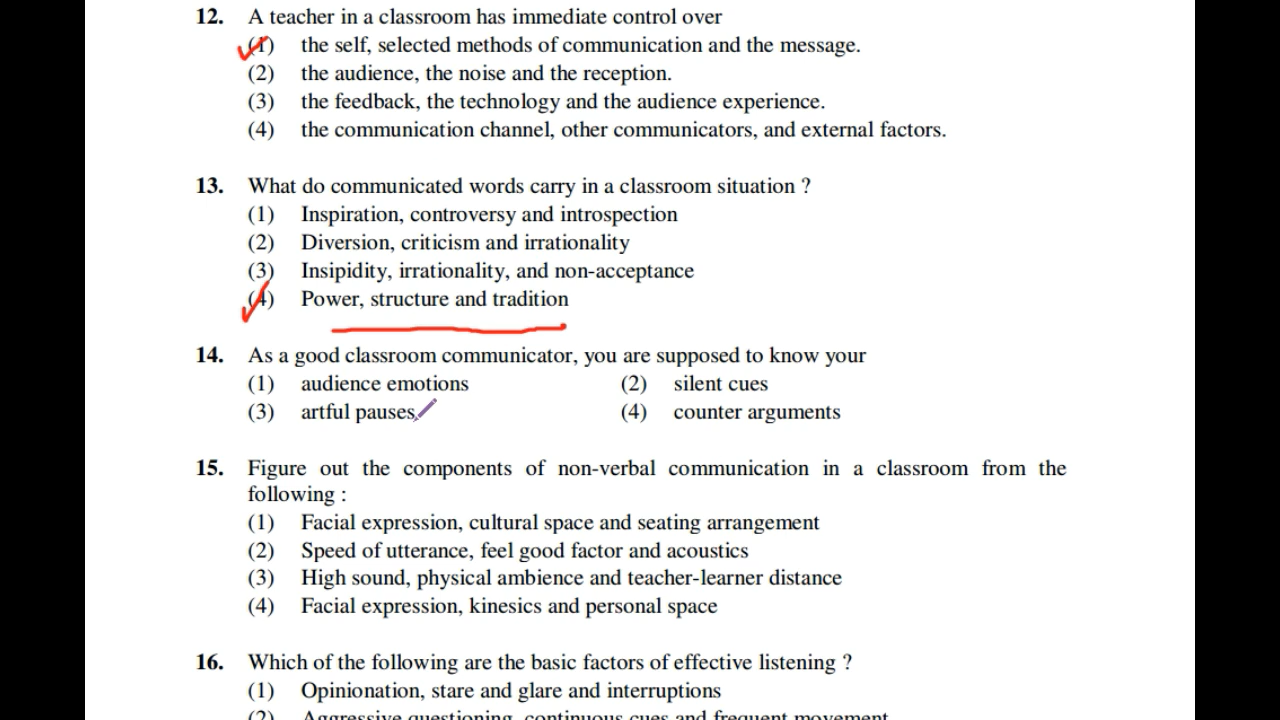 12. A teacher in a classroom has immediate control over
(1) the self, selected methods of communication and the message.
(2) the audience, the noise and the reception.
(3) the feedback, the technology and the audience experience.
(4) the communication channel, other communicators, and external factors.
13. What do communicated words carry in a classroom situation ?
(1) Inspiration, controversy and introspection
(2) Diversion, criticism and irrationality
(3) Insipidity, irrationality, and non-acceptance
(4) Power, structure and tradition
14. As a good classroom communicator, you are supposed to know your
(1) audience emotions (2) silent cues
(3) artful pauses (4) counter arguments
15. Figure out the components of non-verbal communication in a classroom from the
following :
(1) Facial expression, cultural space and seating arrangement
(2) Speed of utterance, feel good factor and acoustics
(3) High sound, physical ambience and teacher-learner distance
(4) Facial expression, kinesics and personal space
16. Which of the following are the basic factors of effective listening ?
(1) Opinionation, stare and glare and interruptions
(2) Aggressive questioning, continuous cues and frequent movement